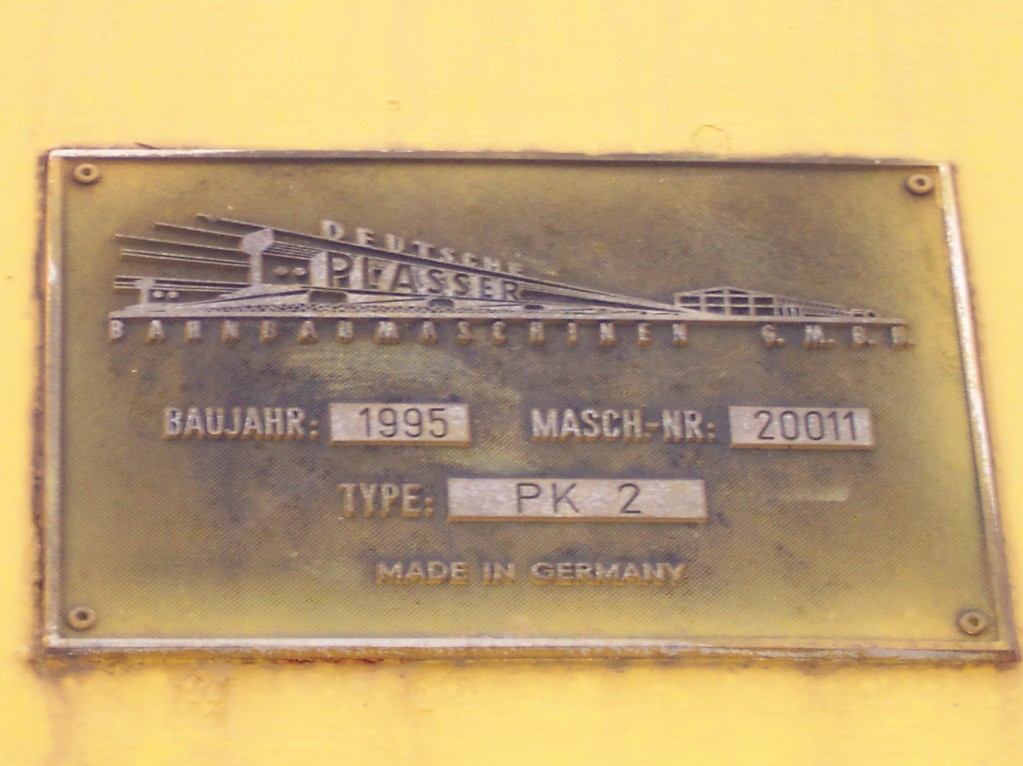 DEUTSCHE
PLASSER
BAHNBAUMASCHINEN G.M.B.H.
BAUJAHR: 1995 MASCH.-NR: 20011
TYPE: PK 2
MADE IN GERMANY